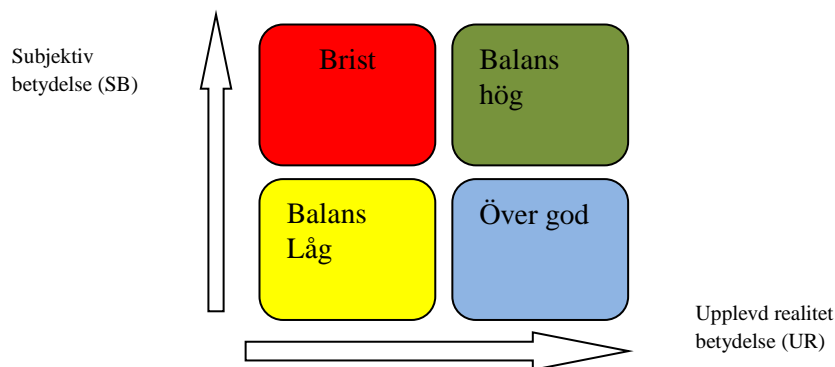 Subjektiv
betydelse (SB)
Brist
Balans
hög
Balans
Låg
Över god
Upplevd realitet
betydelse (UR)